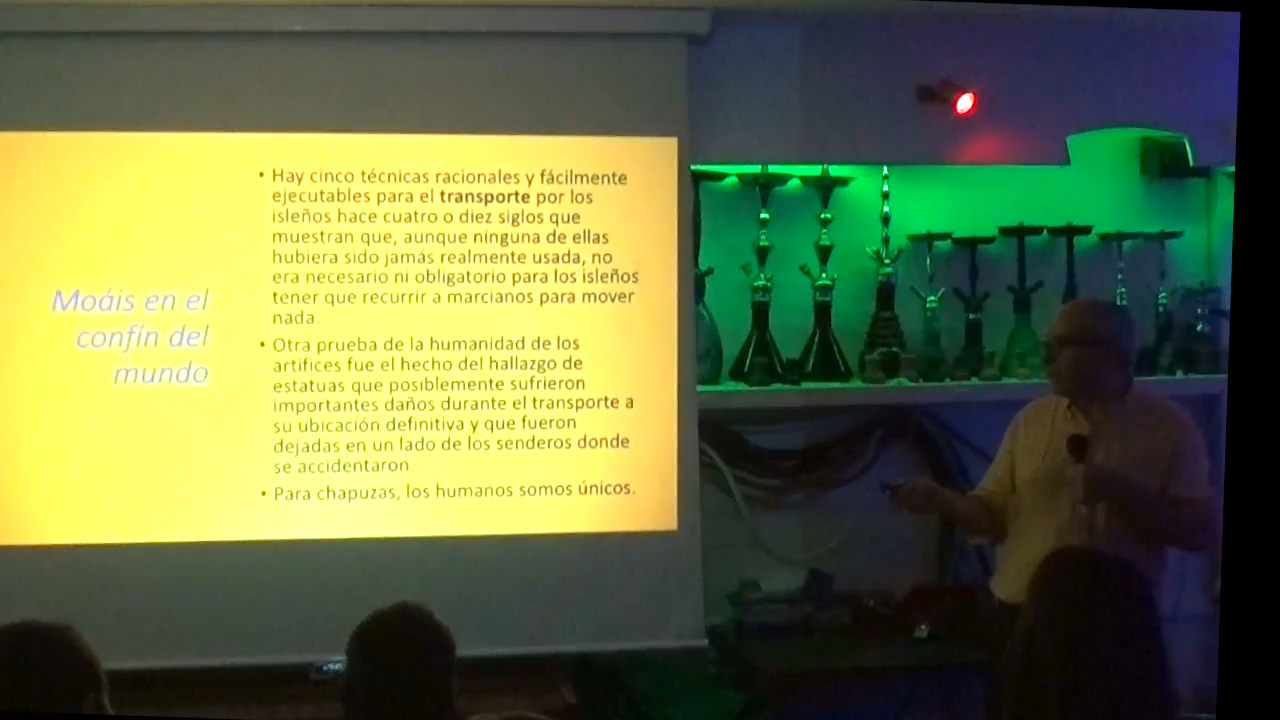 Moáis en el
confín del
mundo
• Hay cinco técnicas racionales y fácilmente
ejecutables para el transporte por los
isleños hace cuatro o diez siglos que
muestran que, aunque ninguna de ellas
hubiera sido jamás realmente usada, no
era necesario ni obligatorio para los isleños
tener que recurrir a marcianos para mover
nada.
• Otra prueba de la humanidad de los
artífices fue el hecho del hallazgo de
estatuas que posiblemente sufrieron
importantes daños durante el transporte a
su ubicación definitiva y que fueron
dejadas en un lado de los senderos donde
se accidentaron
• Para chapuzas, los humanos somos únicos.